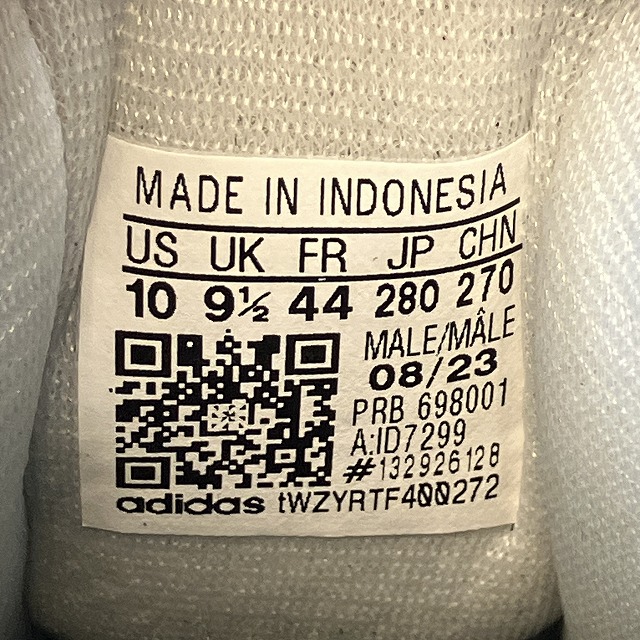 MADE IN INDONESIA
US UK FR JP CHN
10 9½ 44 280 270
MALE/MÂLE
08/23
PRB 698001
A:ID7299
#132926128
adidas tWZYRTF400272